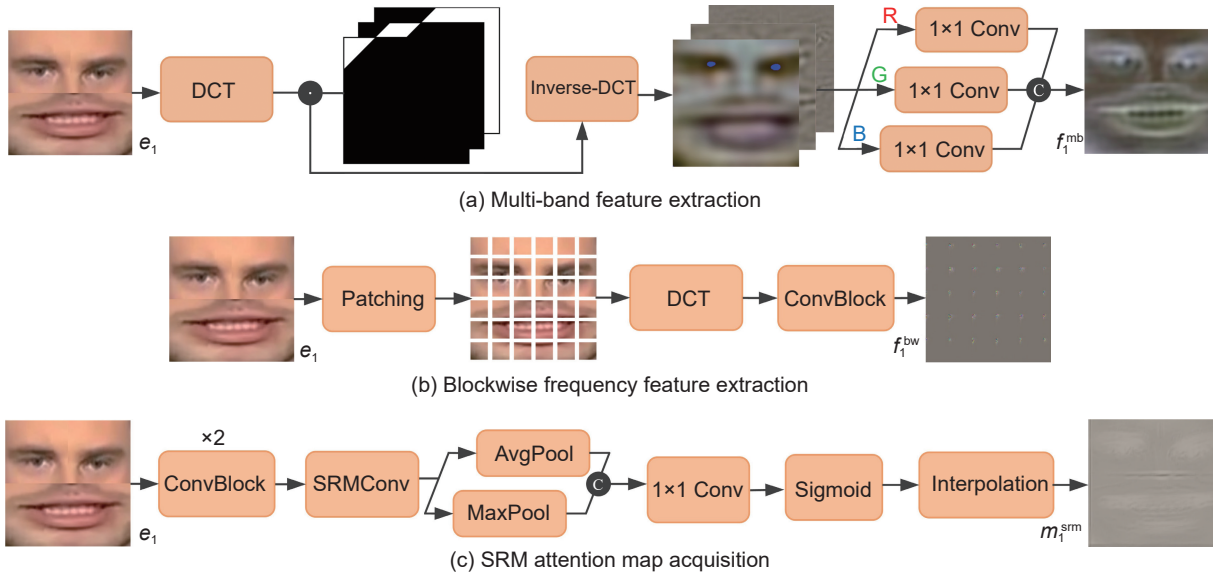 R
1×1 Conv
DCT
·
Inverse-DCT
G
1×1 Conv
C
B
1×1 Conv
e₁
f₁ᵐᵇ
(a) Multi-band feature extraction
Patching
DCT
ConvBlock
e₁
f₁ᵇʷ
(b) Blockwise frequency feature extraction
×2
ConvBlock
SRMConv
AvgPool
MaxPool
C
1×1 Conv
Sigmoid
Interpolation
e₁
m₁ˢʳᵐ
(c) SRM attention map acquisition